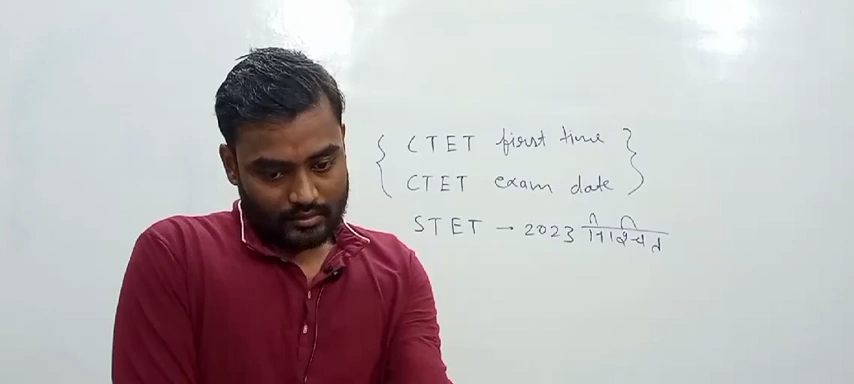 CTET first time
CTET exam date
STET → 2023 निश्चित